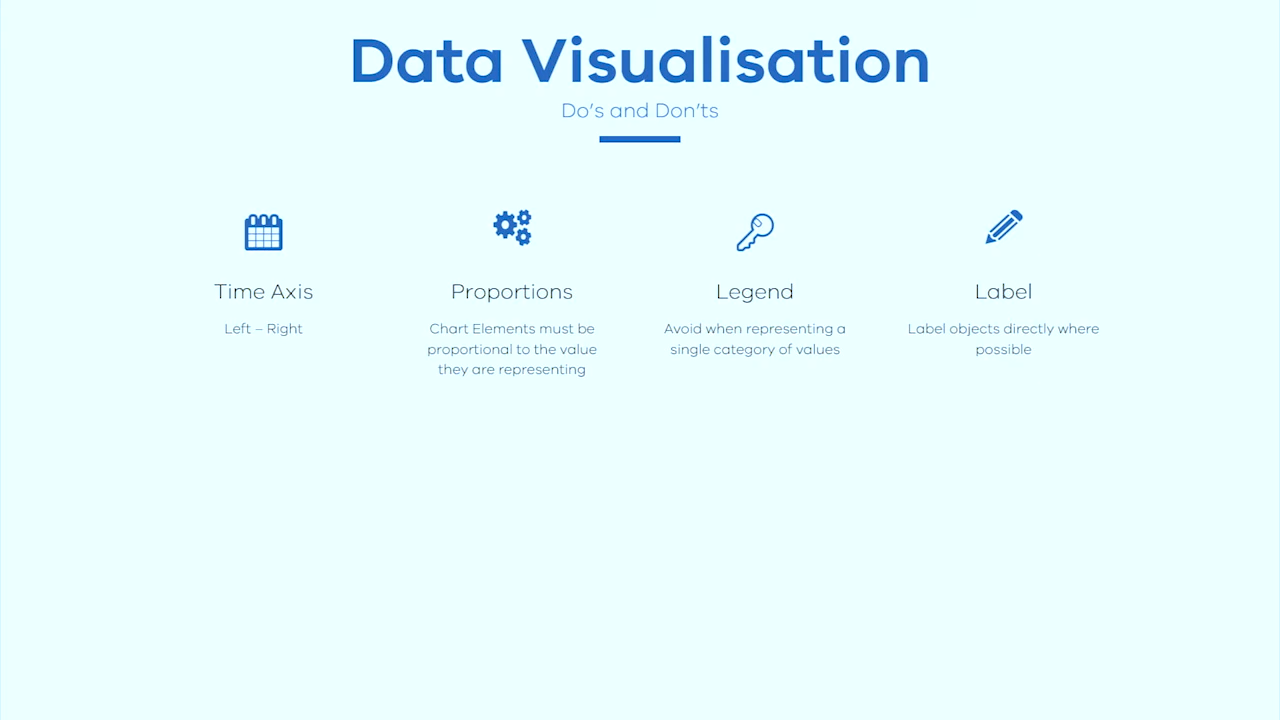 Data Visualisation
Do’s and Don’ts
Time Axis
Left – Right
Proportions
Chart Elements must be
proportional to the value
they are representing
Legend
Avoid when representing a
single category of values
Label
Label objects directly where
possible